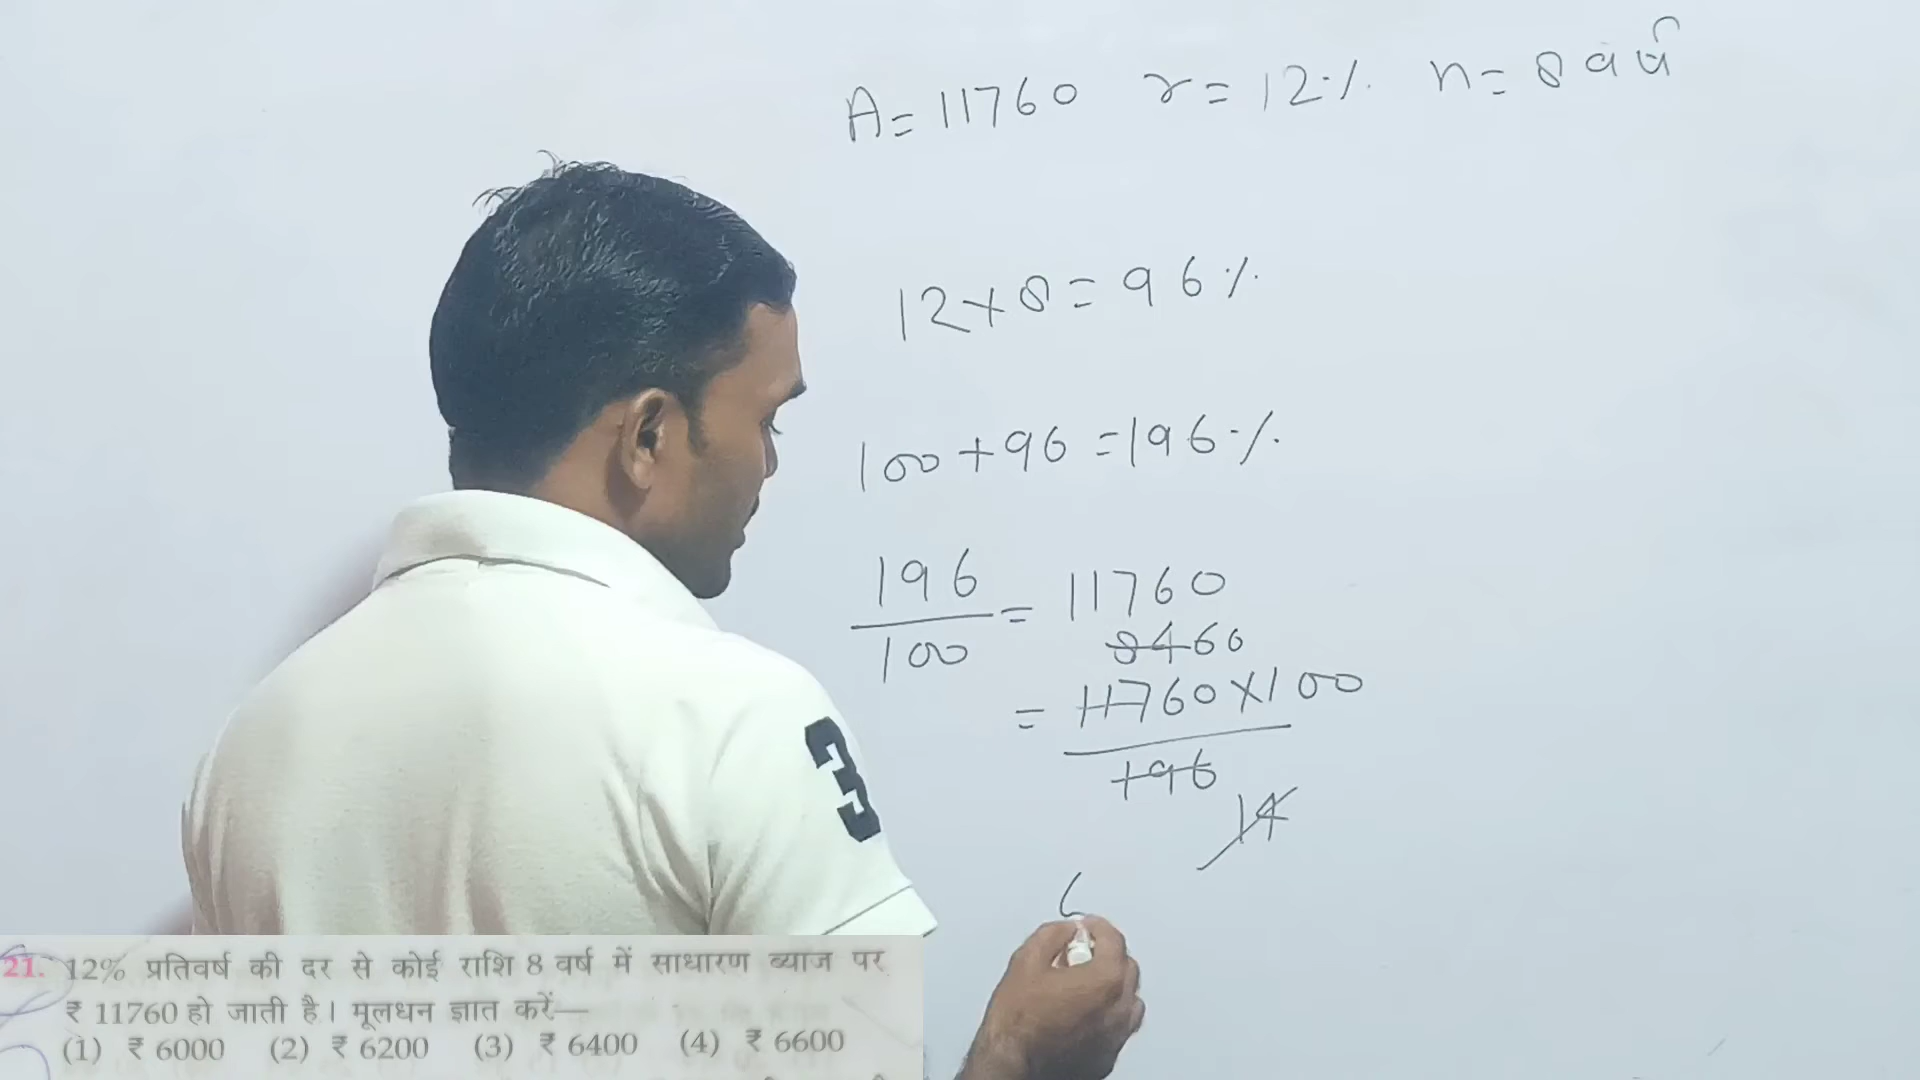 A = 11760 r = 12% n = 8 वर्ष
12 × 8 = 96%
100 + 96 = 196%
196/100 = 11760
8460
= 11760 × 100
196
14
6
3
21. 12% प्रतिवर्ष की दर से कोई राशि 8 वर्ष में साधारण ब्याज पर
₹ 11760 हो जाती है। मूलधन ज्ञात करें—
(1) ₹ 6000 (2) ₹ 6200 (3) ₹ 6400 (4) ₹ 6600